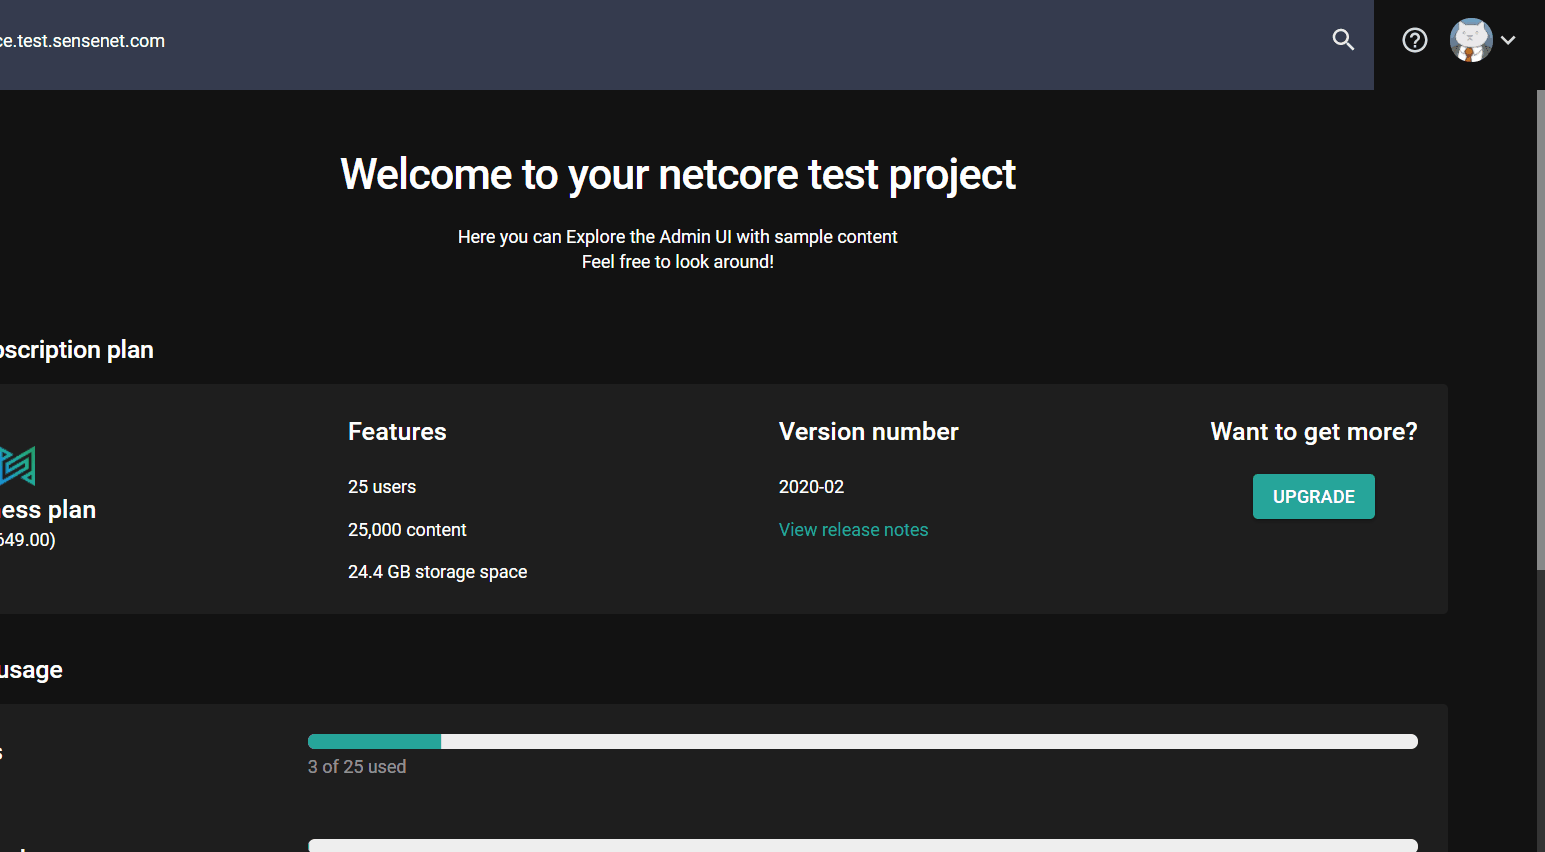 ce.test.sensenet.com
Welcome to your netcore test project
Here you can Explore the Admin UI with sample content
Feel free to look around!
bscription plan
Features
Version number
Want to get more?
25 users
2020-02
UPGRADE
ess plan
25,000 content
View release notes
649.00)
24.4 GB storage space
usage
s
3 of 25 used